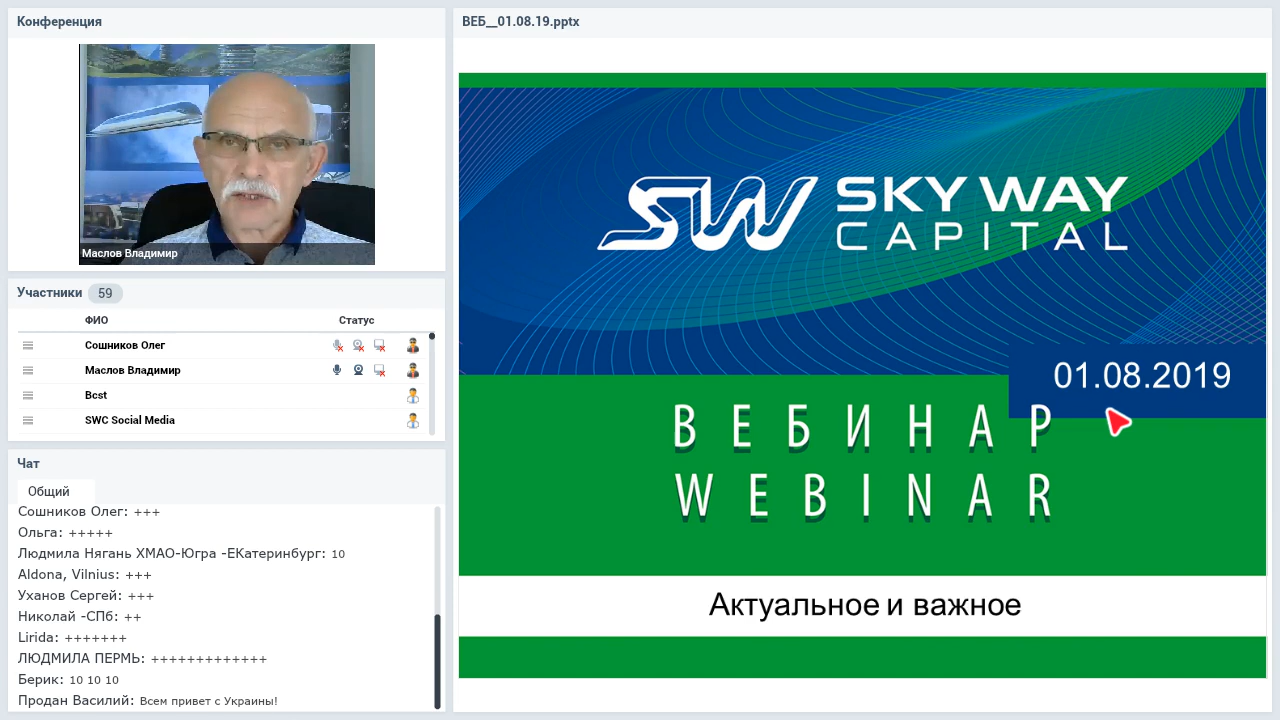 Конференция
Маслов Владимир
Участники 59
ФИО Статус
Сошников Олег
Маслов Владимир
Bcst
SWC Social Media
Чат
Общий
Сошников Олег: +++
Ольга: +++++
Людмила Нягань ХМАО-Югра -ЕКатеринбург: 10
Aldona, Vilnius: +++
Уханов Сергей: +++
Николай -СПб: ++
Lirida: +++++++
ЛЮДМИЛА ПЕРМЬ: +++++++++++++
Берик: 10 10 10
Продан Василий: Всем привет с Украины!
ВЕБ__01.08.19.pptx
SW SKY WAY
CAPITAL
01.08.2019
ВЕБИНАР
WEBINAR
Актуальное и важное